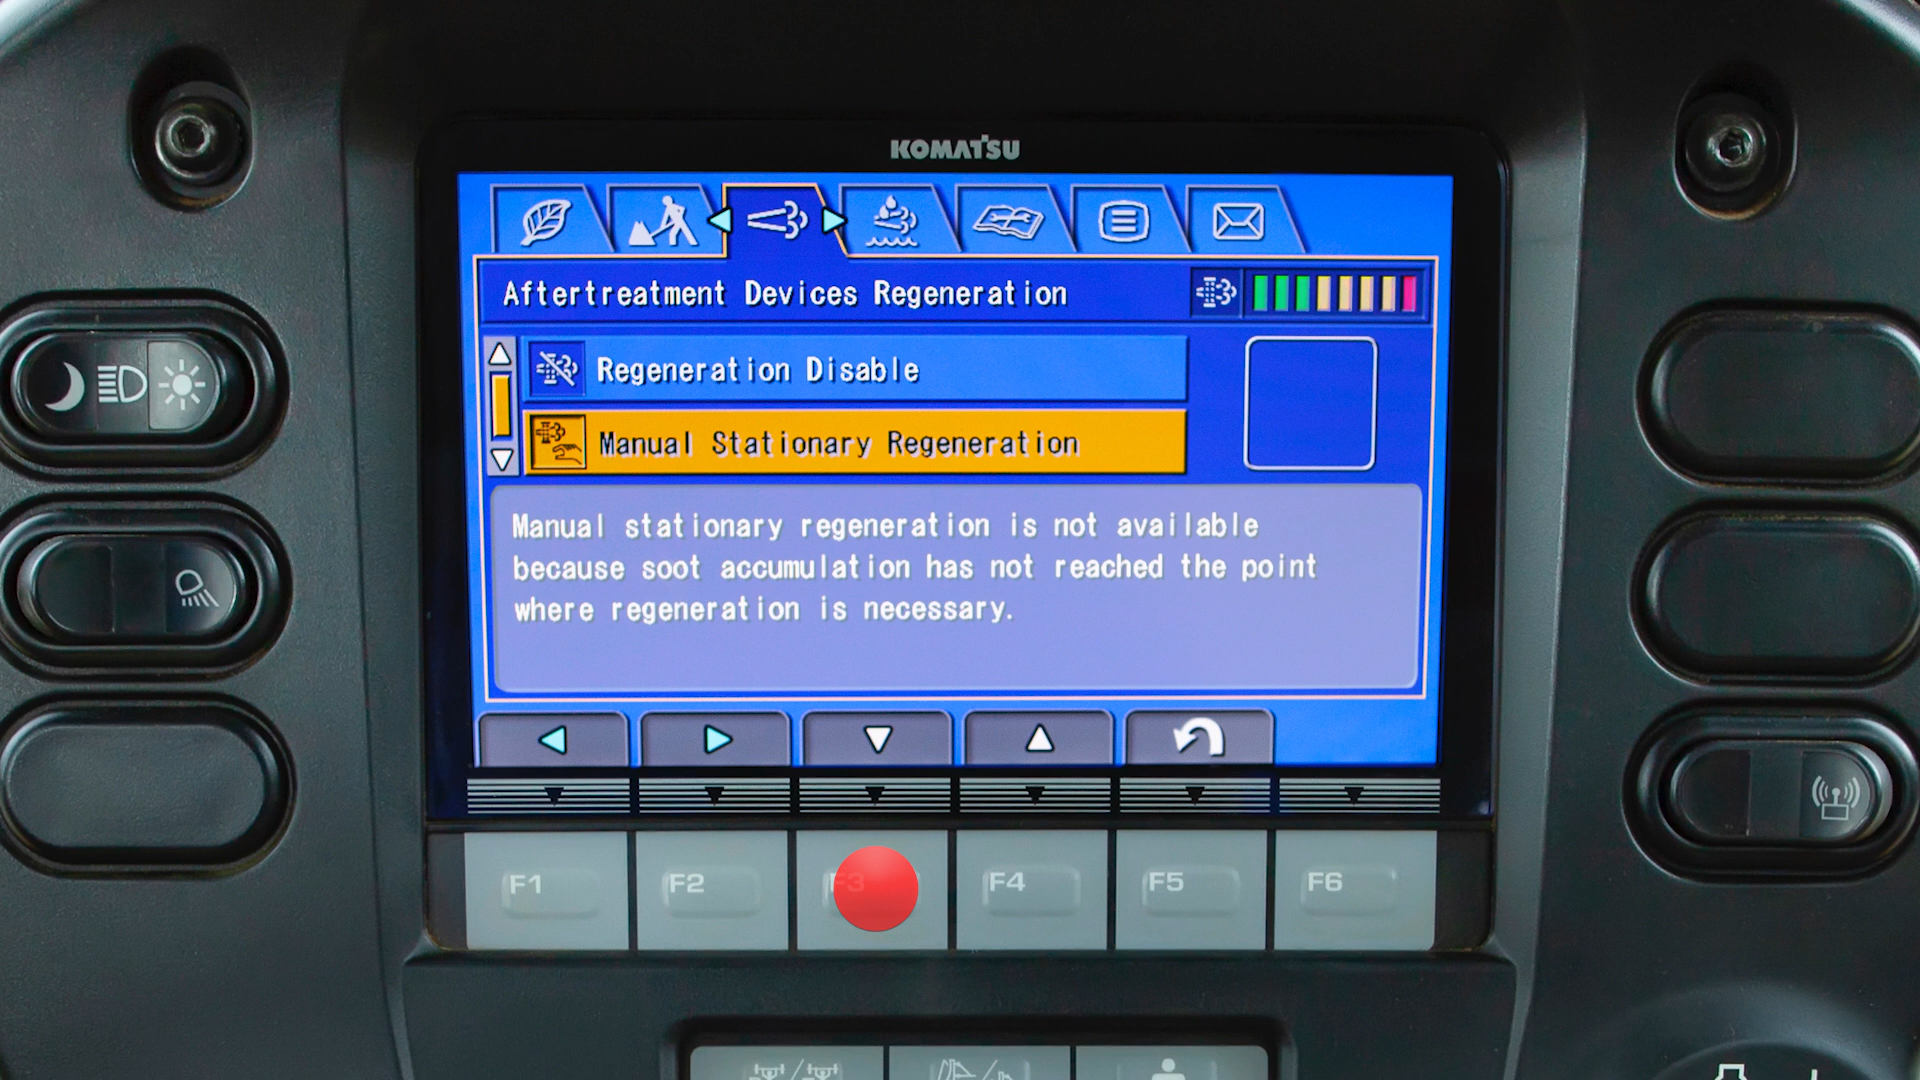 KOMATSU
Aftertreatment Devices Regeneration
Regeneration Disable
Manual Stationary Regeneration
Manual stationary regeneration is not available
because soot accumulation has not reached the point
where regeneration is necessary.
F1 F2 F3 F4 F5 F6